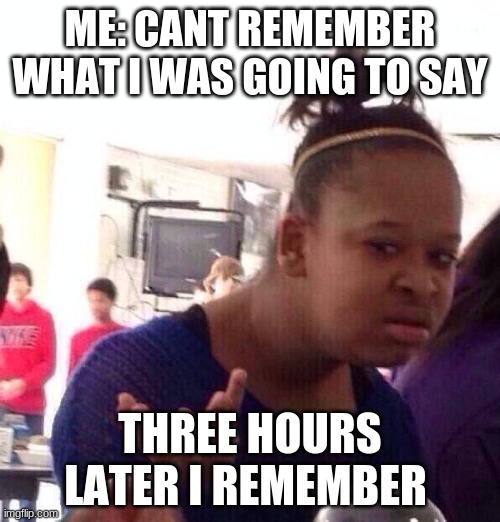 ME: CANT REMEMBER
WHAT I WAS GOING TO SAY
THREE HOURS
LATER I REMEMBER
imgflip.com